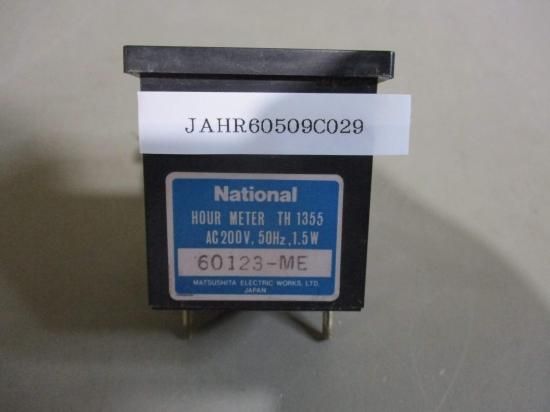 JAHR60509C029
National
HOUR METER TH 1355
AC200V, 50Hz, 1.5W
60123-ME
MATSUSHITA ELECTRIC WORKS, LTD.
JAPAN